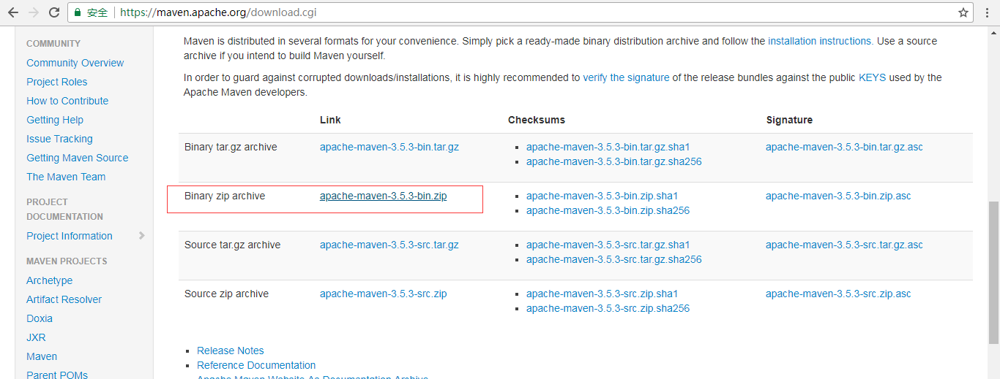 安全 https://maven.apache.org/download.cgi
COMMUNITY
Community Overview
Project Roles
How to Contribute
Getting Help
Issue Tracking
Getting Maven Source
The Maven Team
PROJECT
DOCUMENTATION
Project Information
MAVEN PROJECTS
Archetype
Artifact Resolver
Doxia
JXR
Maven
Parent POMs
Maven is distributed in several formats for your convenience. Simply pick a ready-made binary distribution archive and follow the installation instructions. Use a source
archive if you intend to build Maven yourself.
In order to guard against corrupted downloads/installations, it is highly recommended to verify the signature of the release bundles against the public KEYS used by the
Apache Maven developers.
Link Checksums Signature
Binary tar.gz archive apache-maven-3.5.3-bin.tar.gz apache-maven-3.5.3-bin.tar.gz.sha1 apache-maven-3.5.3-bin.tar.gz.asc
apache-maven-3.5.3-bin.tar.gz.sha256
Binary zip archive apache-maven-3.5.3-bin.zip apache-maven-3.5.3-bin.zip.sha1 apache-maven-3.5.3-bin.zip.asc
apache-maven-3.5.3-bin.zip.sha256
Source tar.gz archive apache-maven-3.5.3-src.tar.gz apache-maven-3.5.3-src.tar.gz.sha1 apache-maven-3.5.3-src.tar.gz.asc
apache-maven-3.5.3-src.tar.gz.sha256
Source zip archive apache-maven-3.5.3-src.zip apache-maven-3.5.3-src.zip.sha1 apache-maven-3.5.3-src.zip.asc
apache-maven-3.5.3-src.zip.sha256
Release Notes
Reference Documentation
Apache Maven Website As Documentation Archive